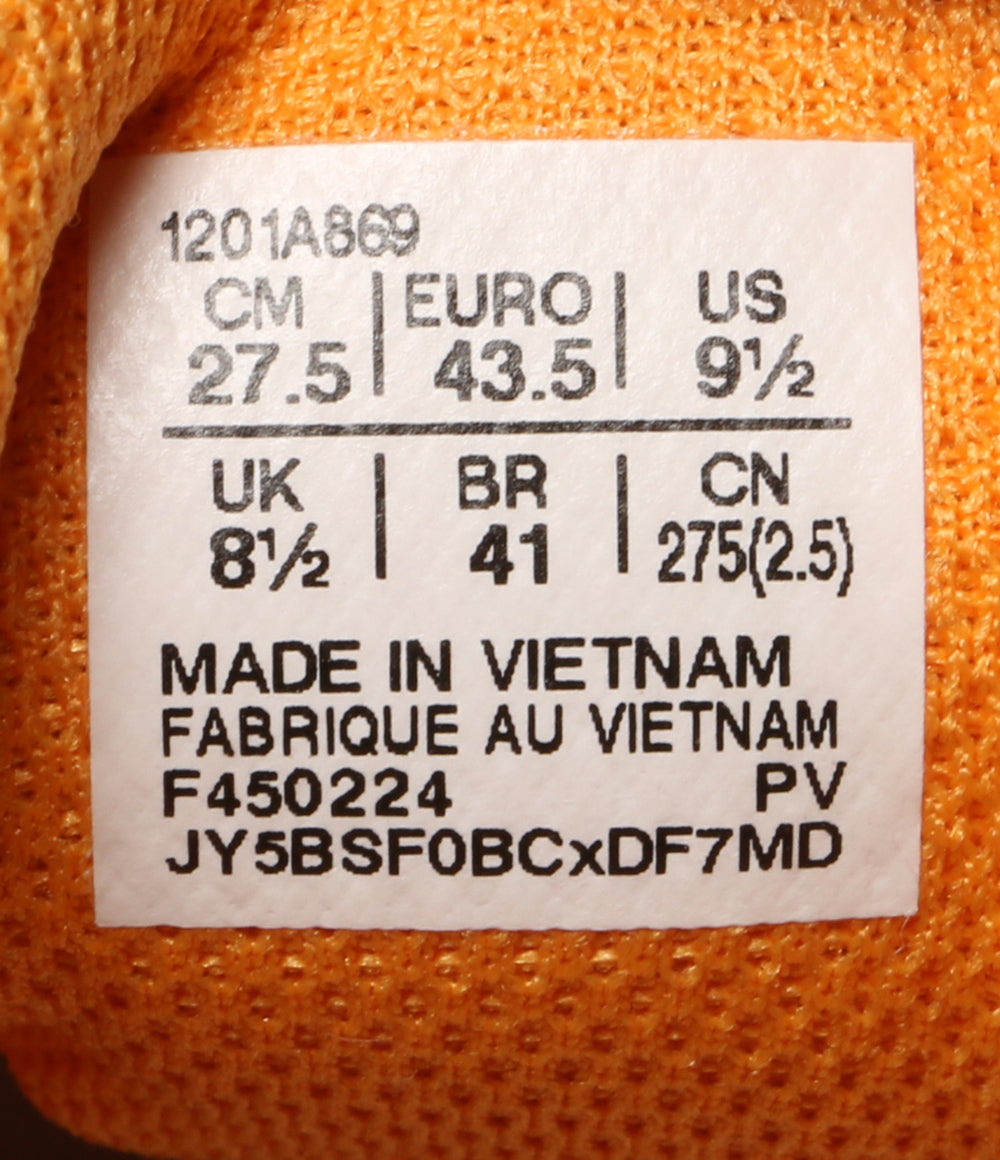 1201A869
CM | EURO | US
27.5 | 43.5 | 9½
UK | BR | CN
8½ | 41 | 275(2.5)
MADE IN VIETNAM
FABRIQUE AU VIETNAM
F450224 PV
JY5BSF0BCxDF7MD